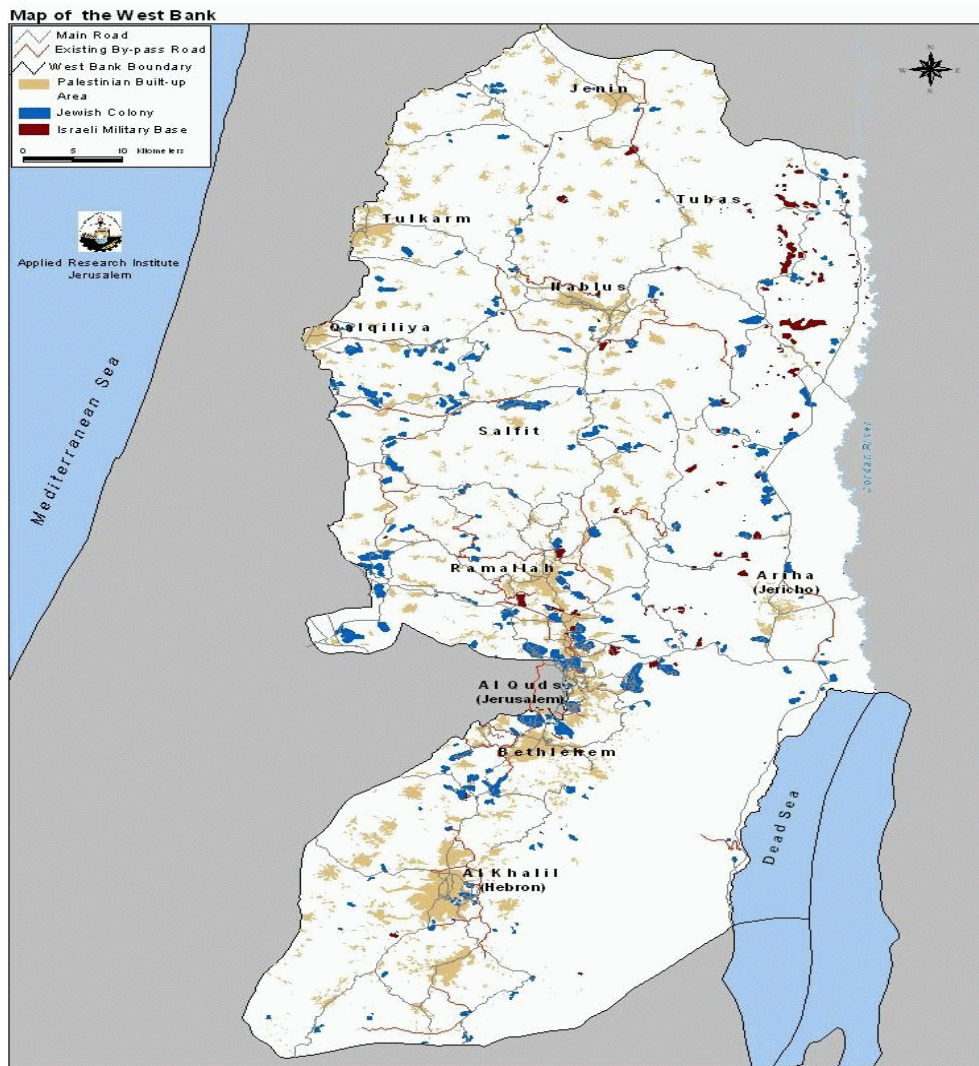 Map of the West Bank
Main Road
Existing By-pass Road
West Bank Boundary
Palestinian Built-up
Area
Jewish Colony
Israeli Military Base
0 5 10 Kilometers
N
W E
S
Applied Research Institute
Jerusalem
Mediterranean Sea
Jenin
Tubas
Tulkarm
Nablus
Qalqiliya
Salfit
Jordan River
Ramallah
Ariha
(Jericho)
Al Quds
(Jerusalem)
Bethlehem
Dead Sea
Al Khalil
(Hebron)